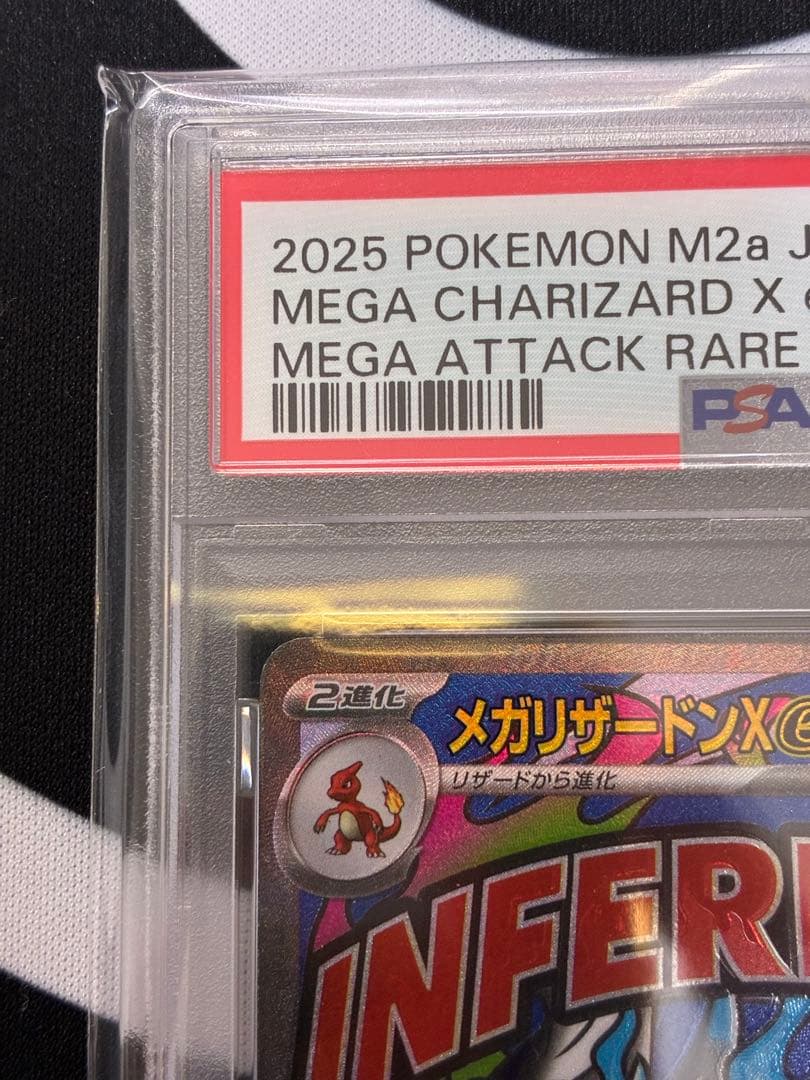 2025 POKEMON M2a J
MEGA CHARIZARD X
MEGA ATTACK RARE
PSA
2進化
メガリザードンXe
リザードから進化
INFER